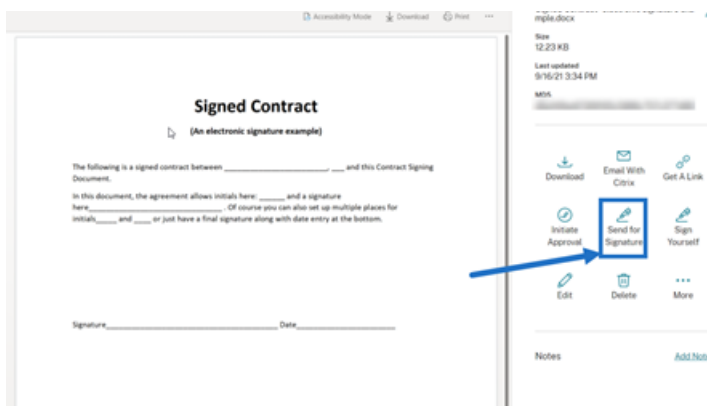 Accessibility Mode Download Print ...
Signed Contract
(An electronic signature example)
The following is a signed contract between ______________________, ___ and this Contract Signing
Document.
In this document, the agreement allows initials here: ______ and a signature
here____________________________ . Of course you can also set up multiple places for
initials_____ and ____ or just have a final signature along with date entry at the bottom.
Signature____________________________________ Date_____________________
mple.docx
Size
12.23 KB
Last updated
9/16/21 3:34 PM
MD5
Download
Email With
Citrix
Get A Link
Initiate
Approval
Send for
Signature
Sign
Yourself
Edit
Delete
More
Notes
Add Not